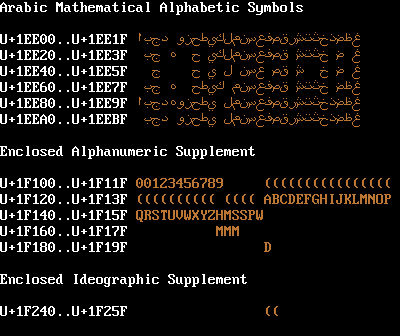 Arabic Mathematical Alphabetic Symbols
U+1EE00..U+1EE1F
U+1EE20..U+1EE3F
U+1EE40..U+1EE5F
U+1EE60..U+1EE7F
U+1EE80..U+1EE9F
U+1EEA0..U+1EEBF
Enclosed Alphanumeric Supplement
U+1F100..U+1F11F 00123456789 ((((((((((((((((
U+1F120..U+1F13F (((((((((( (((( ABCDEFGHIJKLMNOP
U+1F140..U+1F15F QRSTUVWXYZHMSSPW
U+1F160..U+1F17F MMM
U+1F180..U+1F19F D
Enclosed Ideographic Supplement
U+1F240..U+1F25F ((